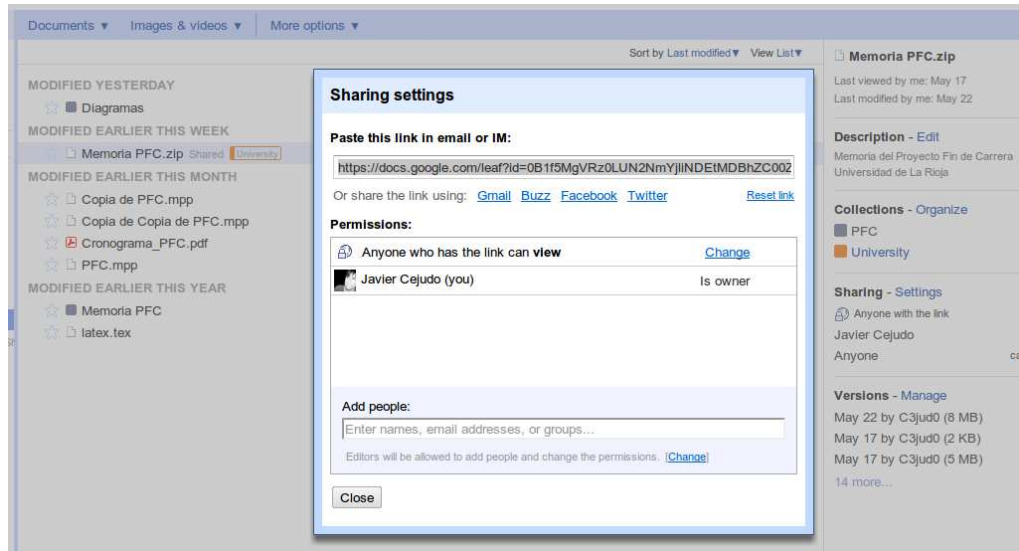 Documents ▼ Images & videos ▼ More options ▼
Sort by Last modified▼ View List▼
MODIFIED YESTERDAY
Diagramas
MODIFIED EARLIER THIS WEEK
Memoria PFC.zip Shared University
MODIFIED EARLIER THIS MONTH
Copia de PFC.mpp
Copia de Copia de PFC.mpp
Cronograma_PFC.pdf
PFC.mpp
MODIFIED EARLIER THIS YEAR
Memoria PFC
latex.tex
Sharing settings
Paste this link in email or IM:
Or share the link using: Gmail Buzz Facebook Twitter Reset link
Permissions:
Anyone who has the link can view Change
Javier Cejudo (you) Is owner
Add people:
Enter names, email addresses, or groups...
Editors will be allowed to add people and change the permissions. [Change]
Close
Memoria PFC.zip
Last viewed by me: May 17
Last modified by me: May 22
Description - Edit
Memoria del Proyecto Fin de Carrera
Universidad de La Rioja
Collections - Organize
PFC
University
Sharing - Settings
Anyone with the link
Javier Cejudo
Anyone
Versions - Manage
May 22 by C3jud0 (8 MB)
May 17 by C3jud0 (2 KB)
May 17 by C3jud0 (5 MB)
14 more...